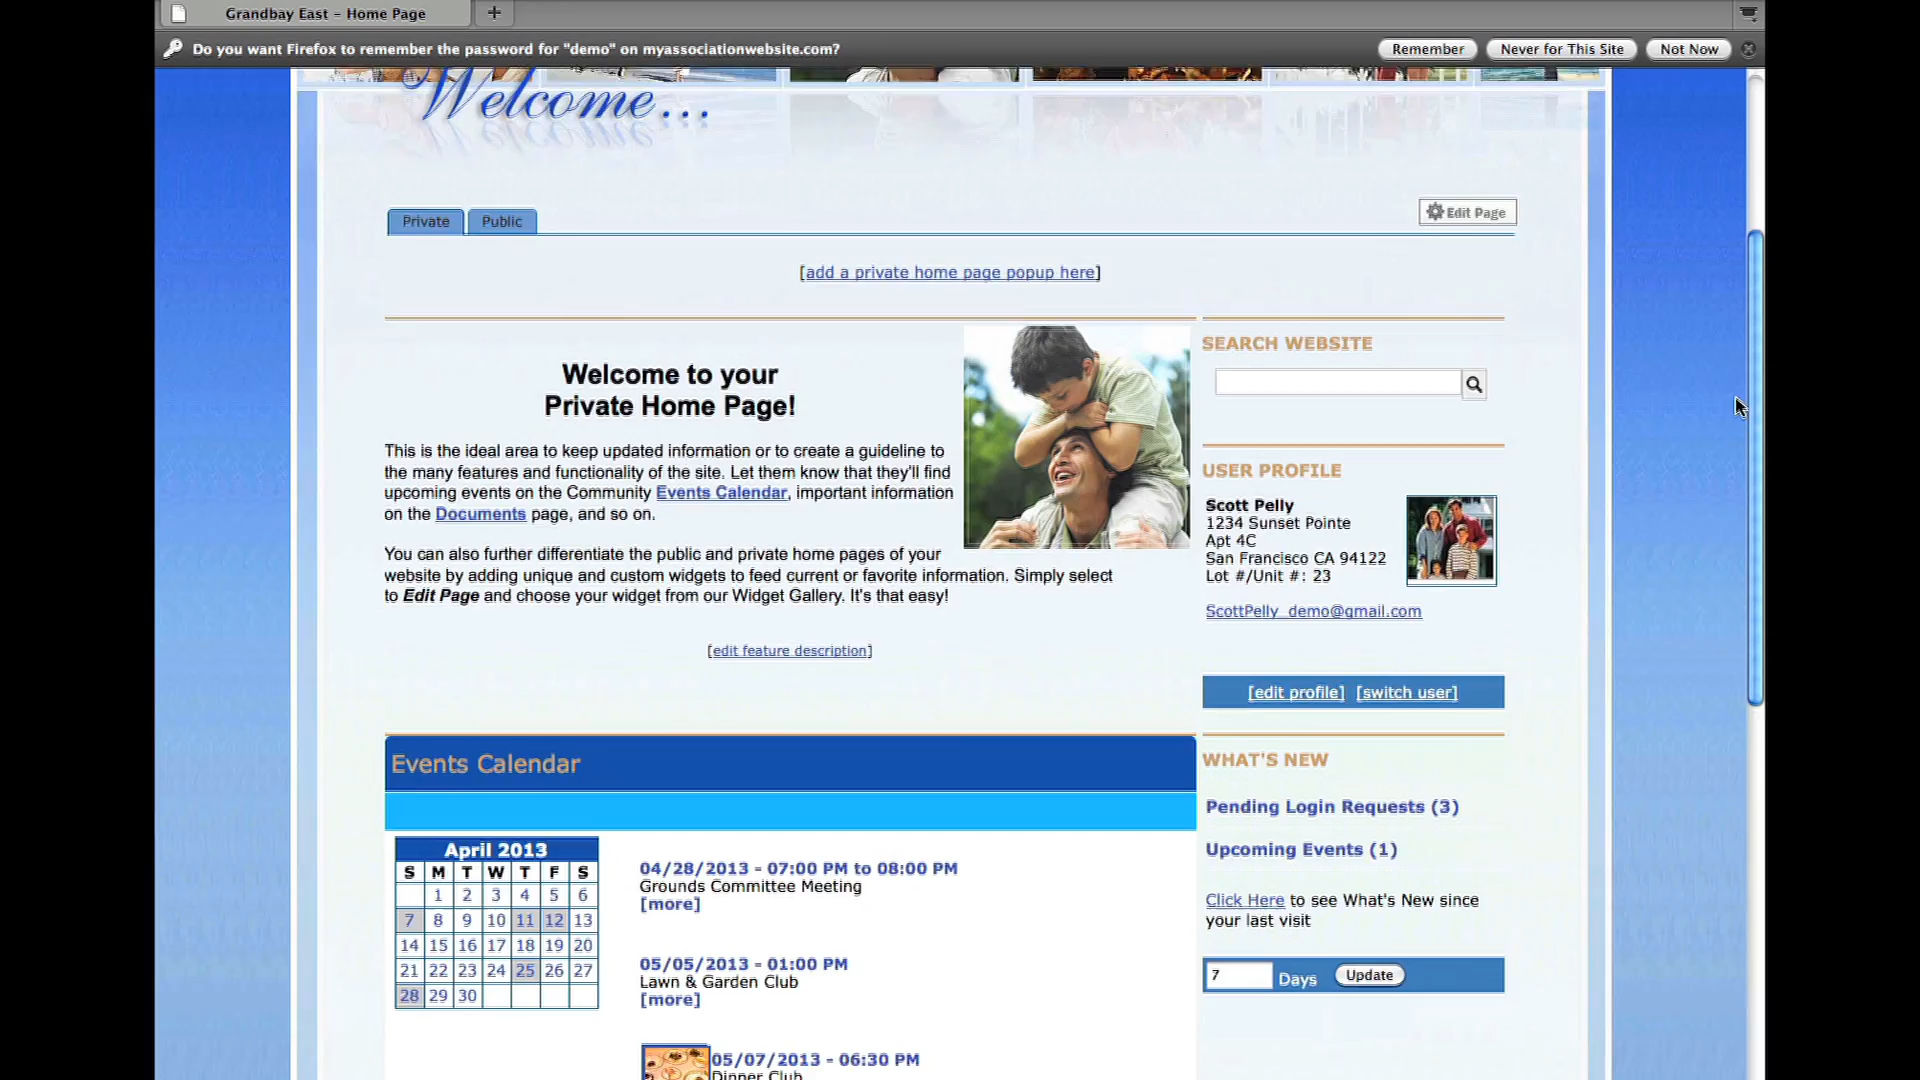 Grandbay East - Home Page
Do you want Firefox to remember the password for "demo" on myassociationwebsite.com?
Remember
Never for This Site
Not Now
Welcome...
Private
Public
Edit Page
[add a private home page popup here]
Welcome to your
Private Home Page!
This is the ideal area to keep updated information or to create a guideline to
the many features and functionality of the site. Let them know that they'll find
upcoming events on the Community Events Calendar, important information
on the Documents page, and so on.
You can also further differentiate the public and private home pages of your
website by adding unique and custom widgets to feed current or favorite information. Simply select
to Edit Page and choose your widget from our Widget Gallery. It's that easy!
[edit feature description]
SEARCH WEBSITE
USER PROFILE
Scott Pelly
1234 Sunset Pointe
Apt 4C
San Francisco CA 94122
Lot #/Unit #: 23
ScottPelly_demo@gmail.com
[edit profile] [switch user]
Events Calendar
April 2013
S M T W T F S
1 2 3 4 5 6
7 8 9 10 11 12 13
14 15 16 17 18 19 20
21 22 23 24 25 26 27
28 29 30
04/28/2013 - 07:00 PM to 08:00 PM
Grounds Committee Meeting
[more]
05/05/2013 - 01:00 PM
Lawn & Garden Club
[more]
05/07/2013 - 06:30 PM
Dinner Club
WHAT'S NEW
Pending Login Requests (3)
Upcoming Events (1)
Click Here to see What's New since
your last visit
7 Days Update